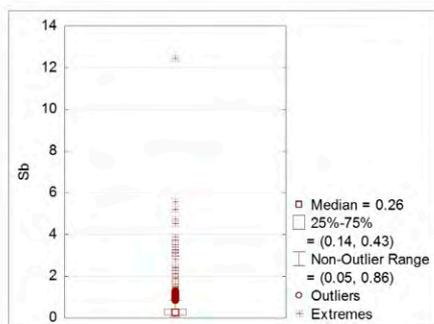 14
12
10
8
6
4
2
0
Sb
Median = 0.26
25%-75%
= (0.14, 0.43)
Non-Outlier Range
= (0.05, 0.86)
Outliers
Extremes